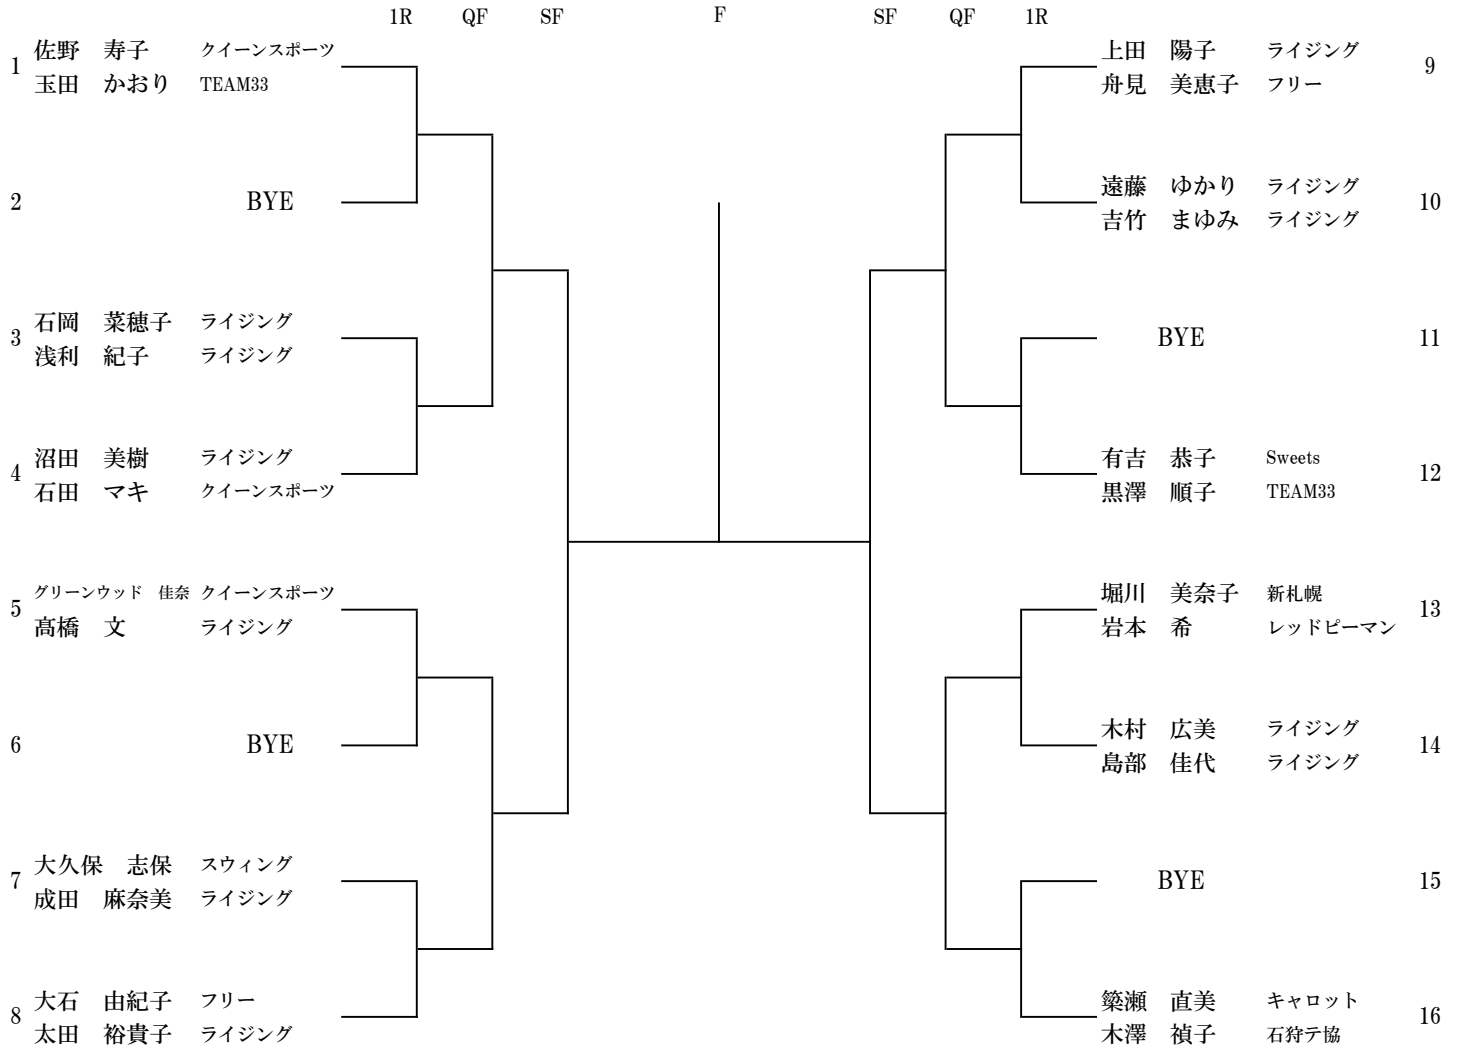 1R QF SF F SF QF 1R
1 佐野　寿子 クイーンスポーツ
玉田　かおり TEAM33
2 BYE
3 石岡　菜穂子 ライジング
浅利　紀子 ライジング
4 沼田　美樹 ライジング
石田　マキ クイーンスポーツ
5 グリーンウッド　佳奈 クイーンスポーツ
髙橋　文 ライジング
6 BYE
7 大久保　志保 スウィング
成田　麻奈美 ライジング
8 大石　由紀子 フリー
太田　裕貴子 ライジング
上田　陽子 ライジング 9
舟見　美恵子 フリー
遠藤　ゆかり ライジング 10
吉竹　まゆみ ライジング
BYE 11
有吉　恭子 Sweets 12
黒澤　順子 TEAM33
堀川　美奈子 新札幌 13
岩本　希 レッドピーマン
木村　広美 ライジング 14
島部　佳代 ライジング
BYE 15
簗瀬　直美 キャロット 16
木澤　禎子 石狩テ協